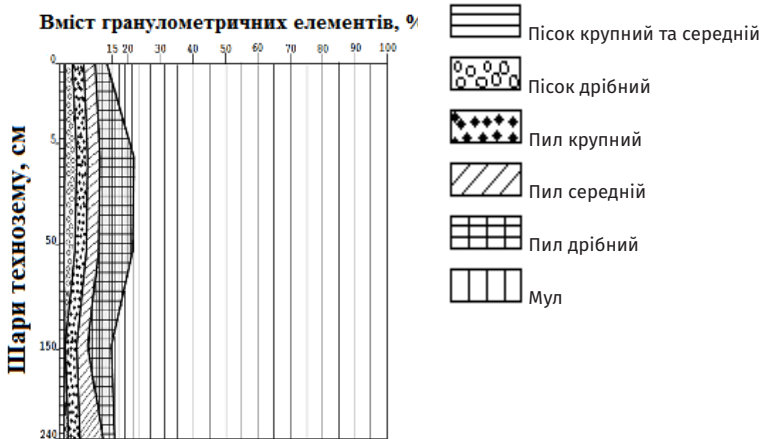 Вміст гранулометричних елементів, %
15 20 30 40 50 60 70 80 90 100
0
5
50
150
240
Шари технозему, см
Пісок крупний та середній
Пісок дрібний
Пил крупний
Пил середній
Пил дрібний
Мул